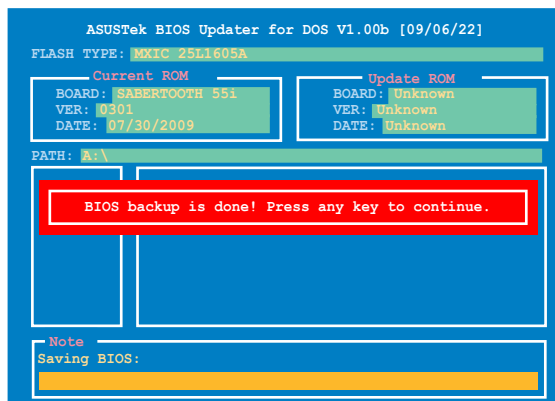 ASUSTek BIOS Updater for DOS V1.00b [09/06/22]
FLASH TYPE: MXIC 25L1605A
Current ROM
BOARD: SABERTOOTH 55i
VER: 0301
DATE: 07/30/2009
Update ROM
BOARD: Unknown
VER: Unknown
DATE: Unknown
PATH: A:\
BIOS backup is done! Press any key to continue.
Note
Saving BIOS: